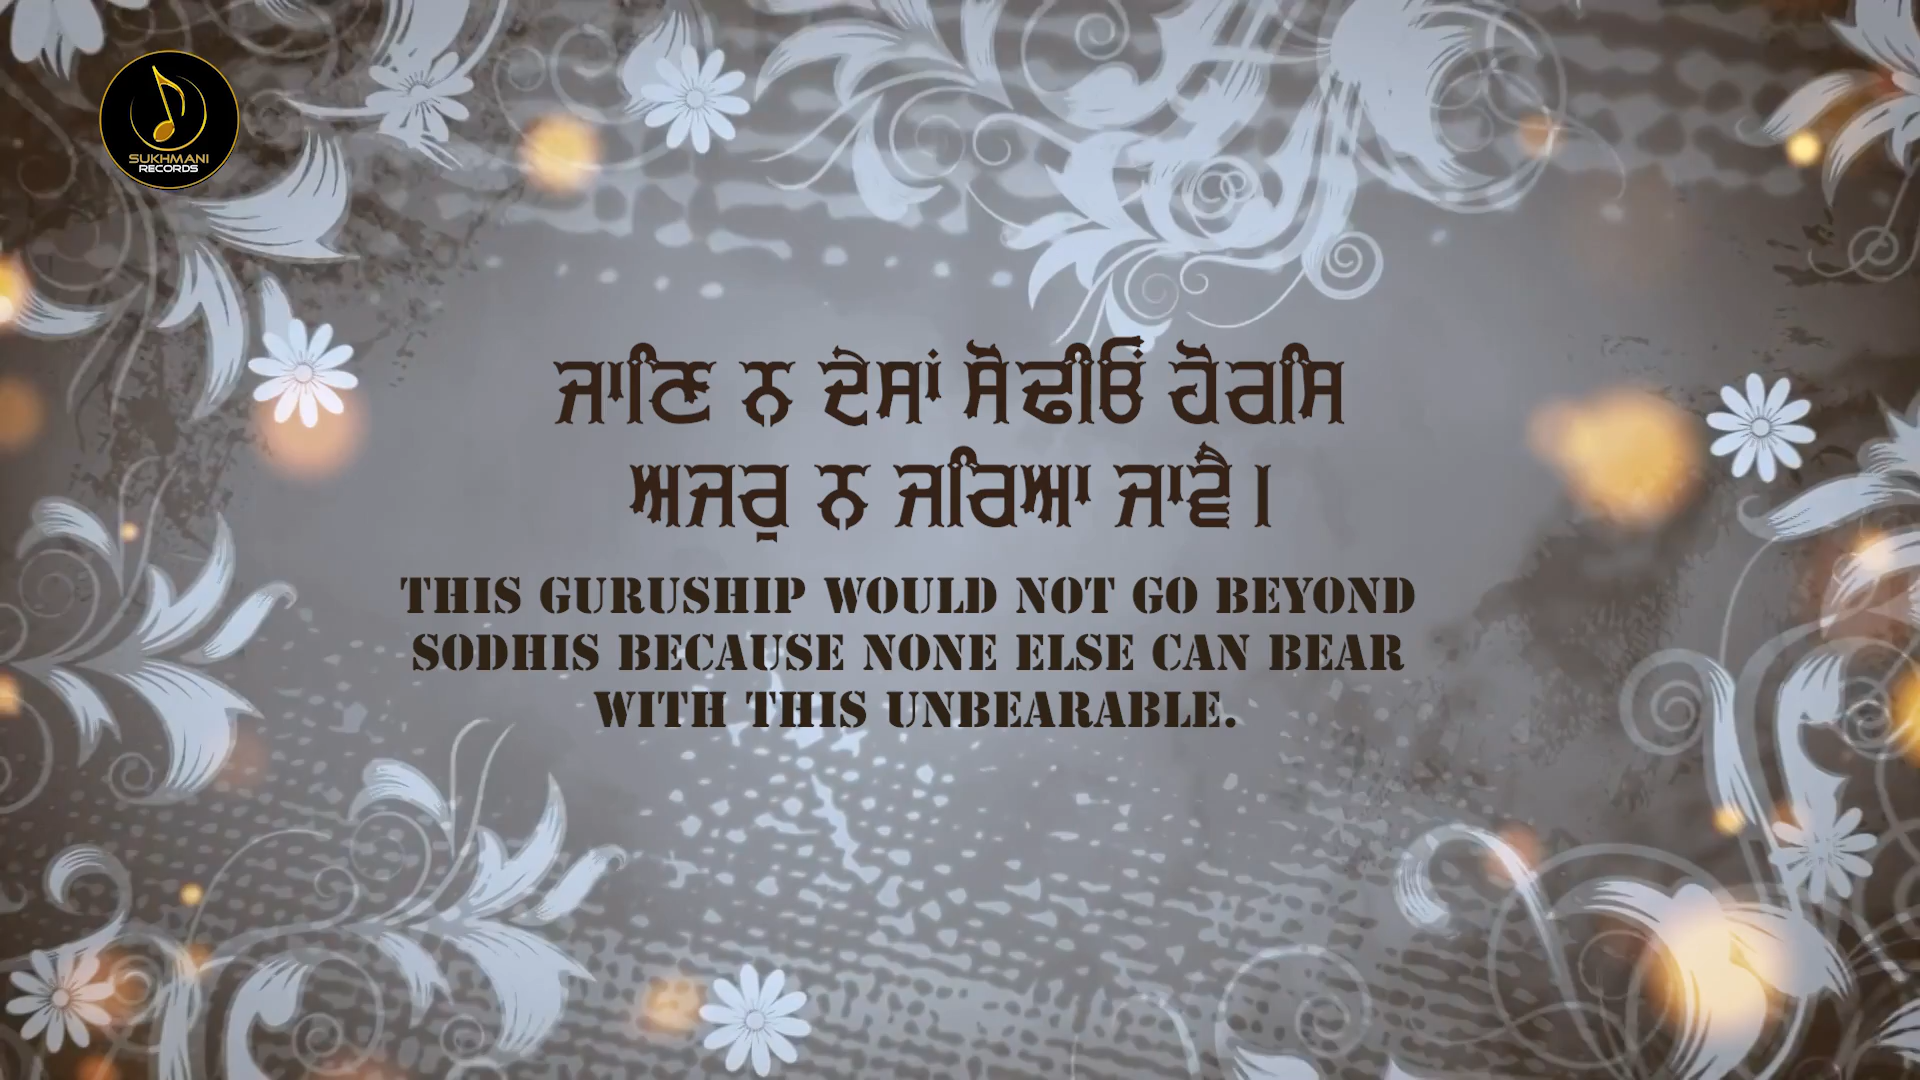 SUKHMANI
RECORDS
ਜਾਣਿ ਨ ਦੇਸਾਂ ਸੋਢੀਓਂ ਹੋਰਸਿ
ਅਜਰੁ ਨ ਜਰਿਆ ਜਾਵੈ।
THIS GURUSHIP WOULD NOT GO BEYOND
SODHIS BECAUSE NONE ELSE CAN BEAR
WITH THIS UNBEARABLE.